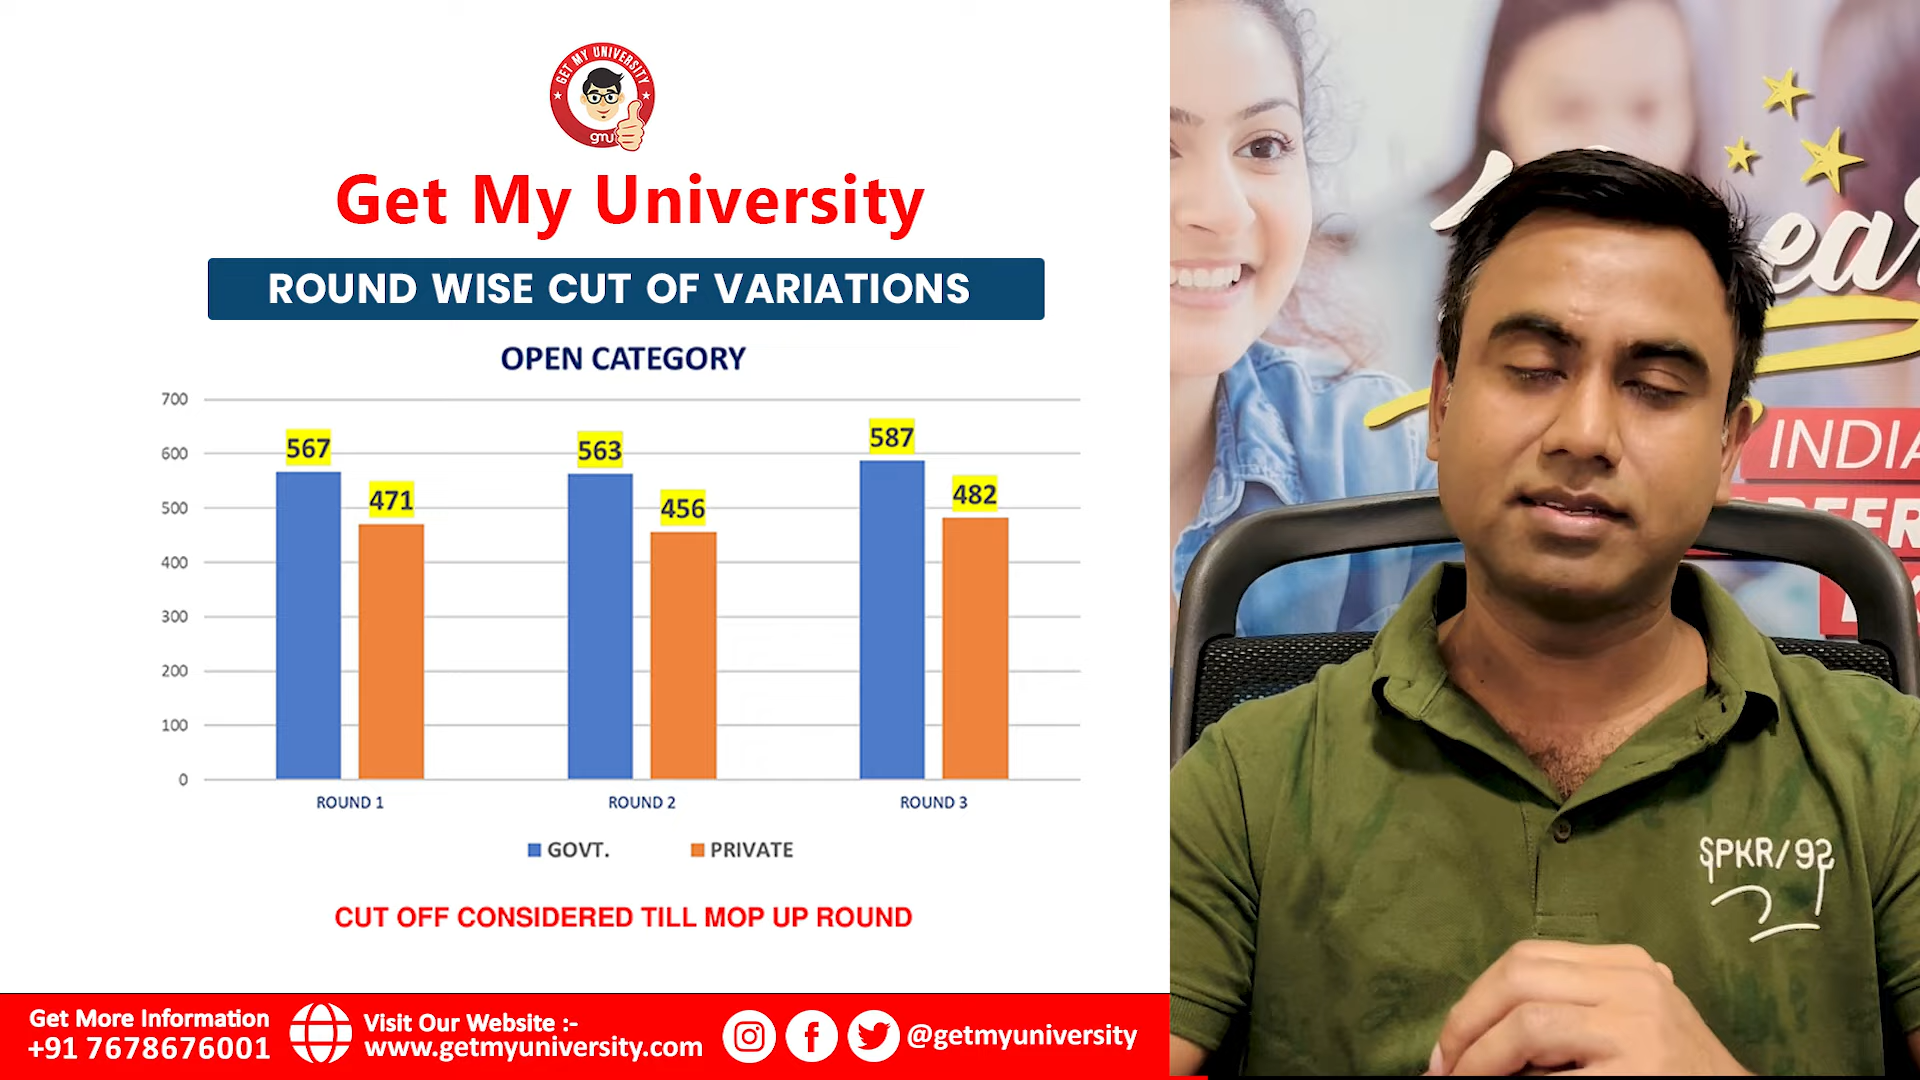 GET MY UNIVERSITY
gmu
Get My University
ROUND WISE CUT OF VARIATIONS
OPEN CATEGORY
700
600
500
400
300
200
100
0
567
471
563
456
587
482
ROUND 1
ROUND 2
ROUND 3
GOVT.
PRIVATE
CUT OFF CONSIDERED TILL MOP UP ROUND
Get More Information
+91 7678676001
Visit Our Website :-
www.getmyuniversity.com
@getmyuniversity
INDIA
SPKR/92